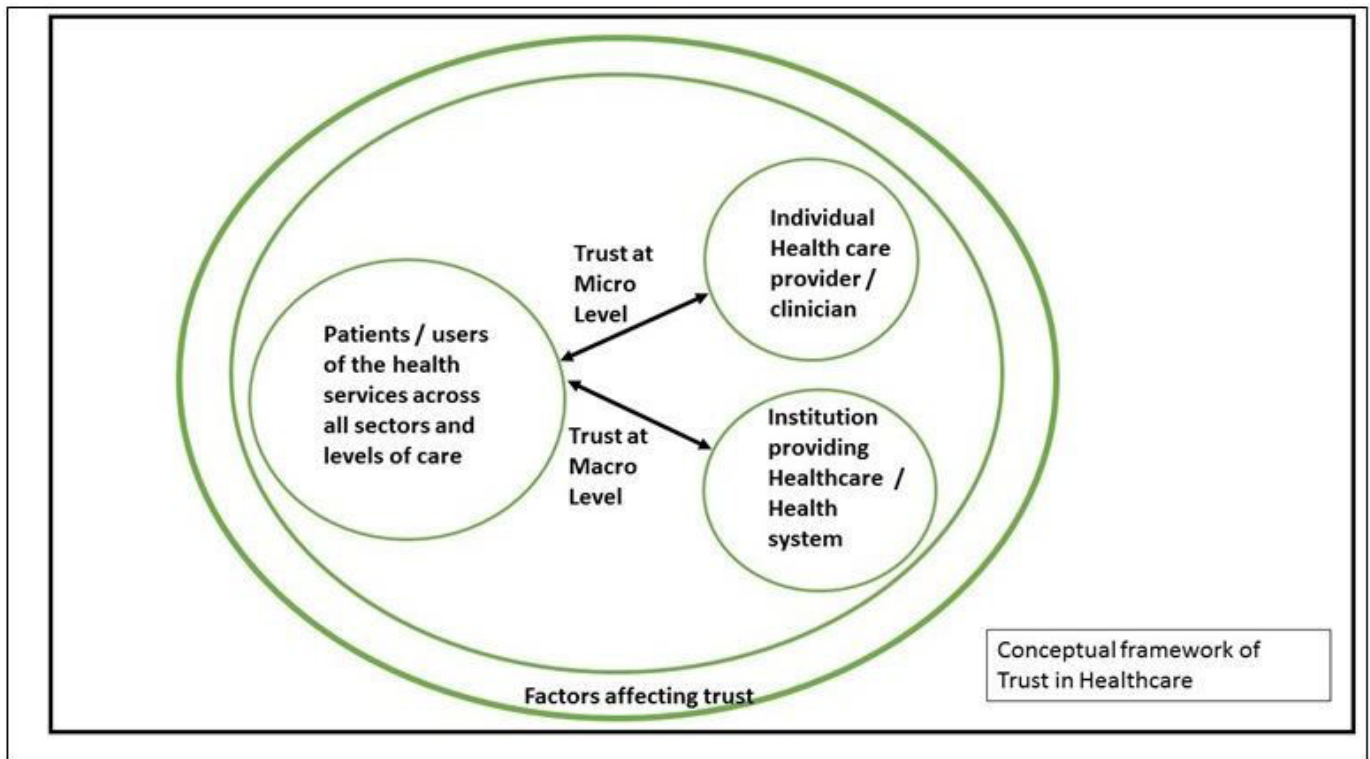 Trust at
Micro
Level
Individual
Health care
provider /
clinician
Patients / users
of the health
services across
all sectors and
levels of care
Trust at
Macro
Level
Institution
providing
Healthcare /
Health
system
Factors affecting trust
Conceptual framework of
Trust in Healthcare